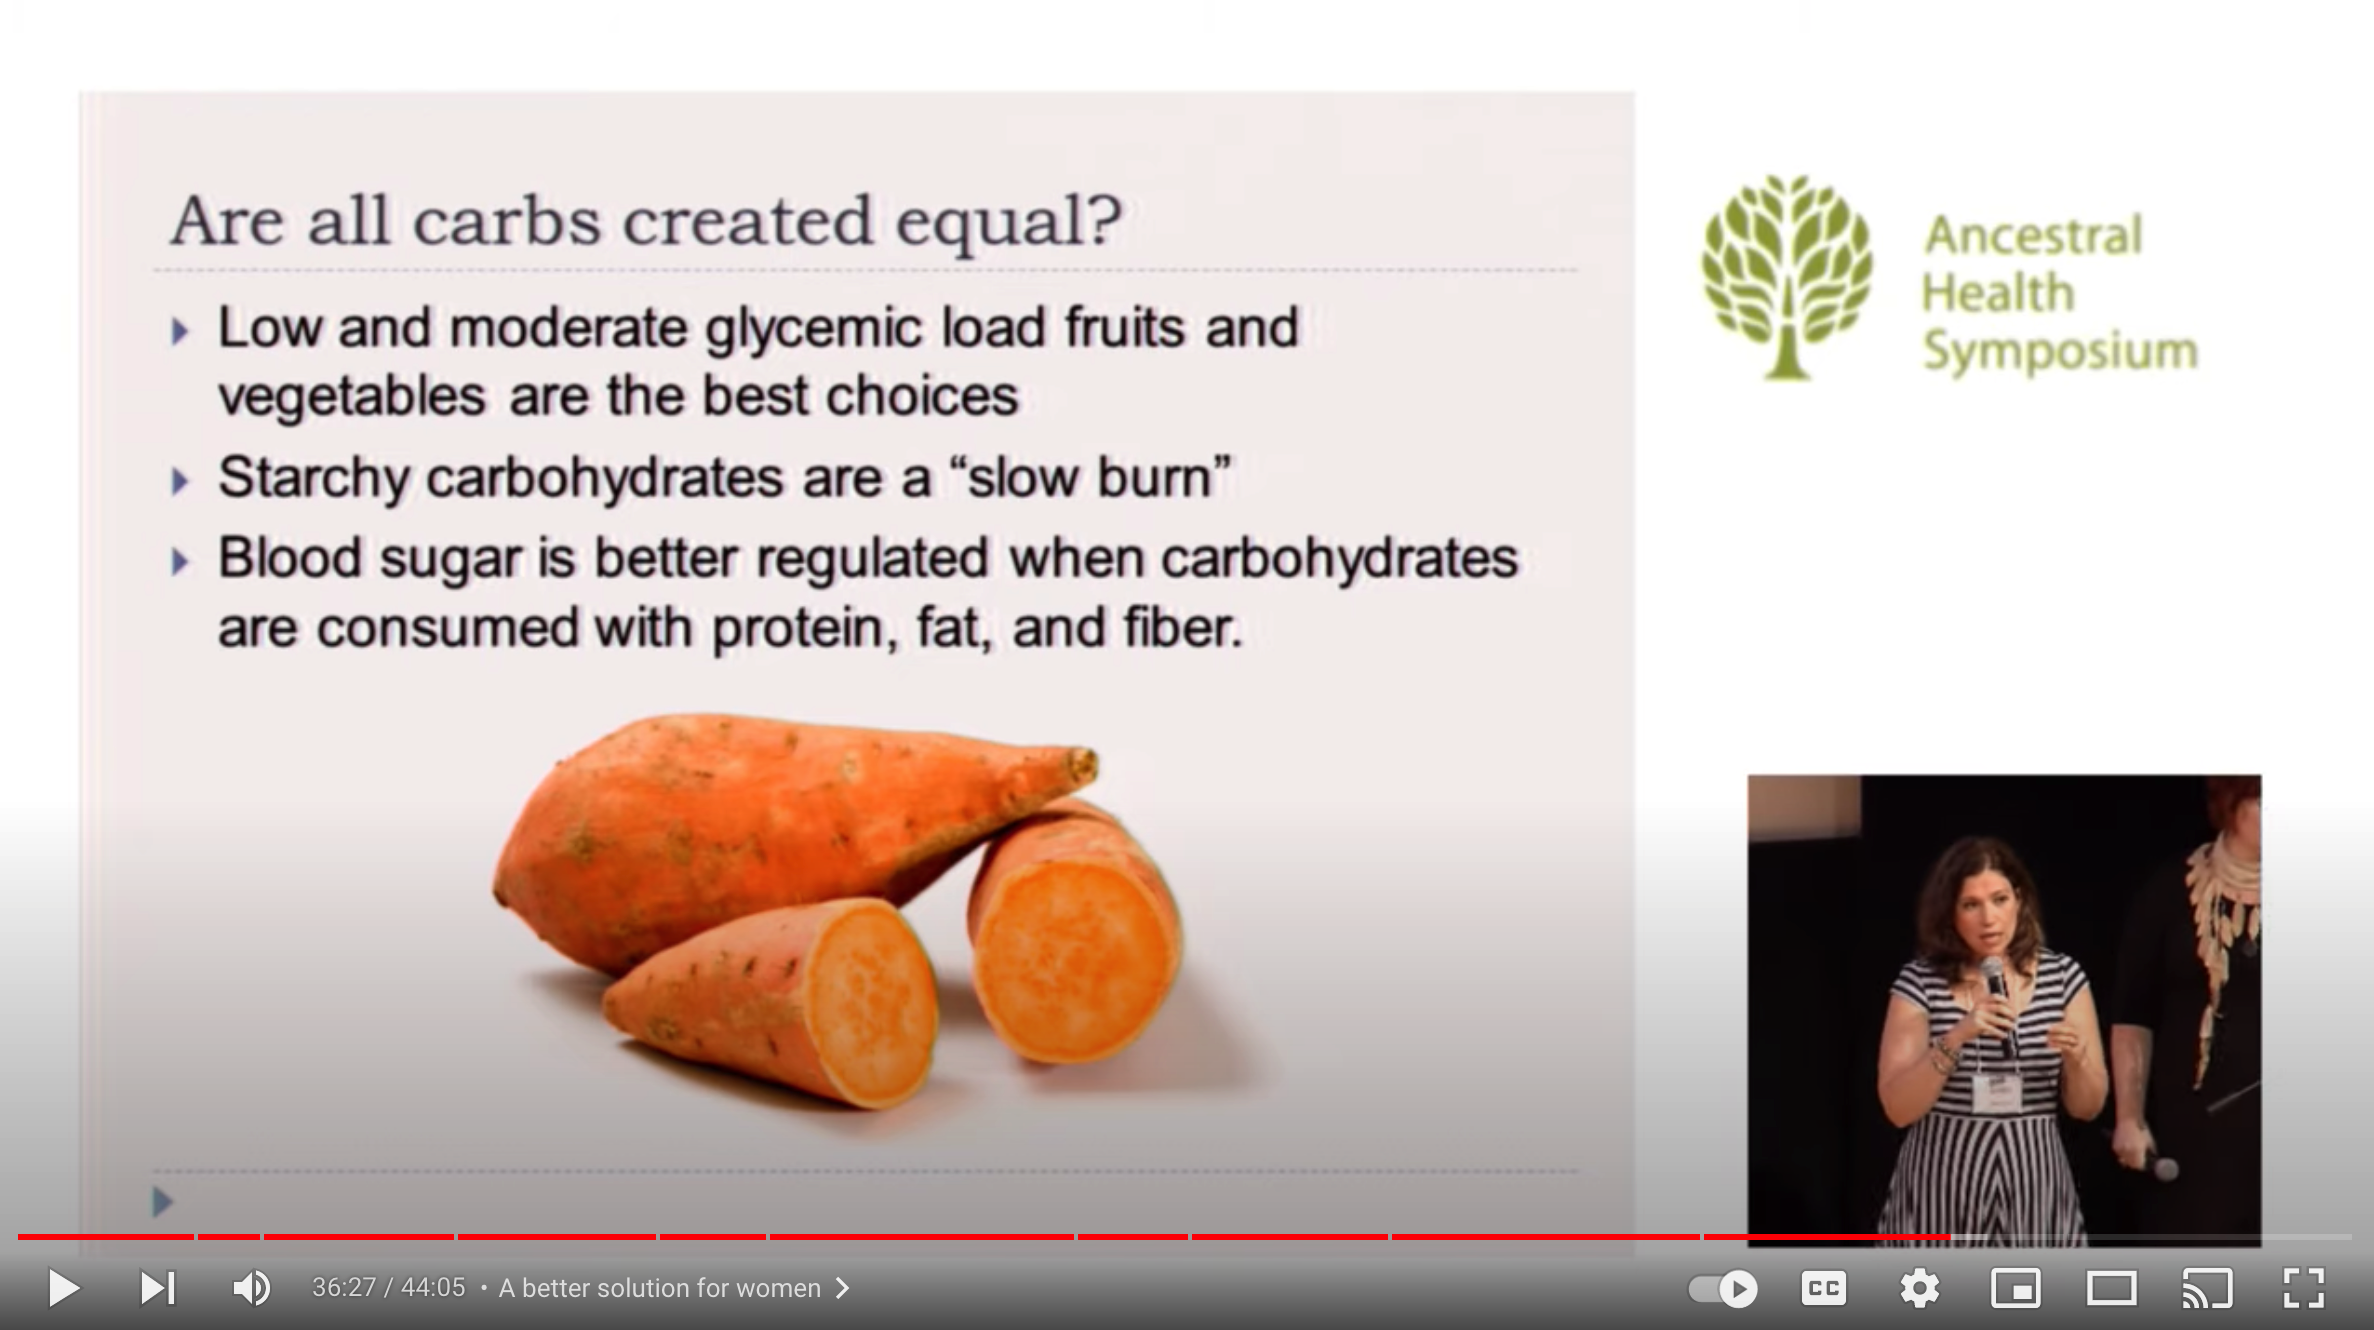 Are all carbs created equal?
Low and moderate glycemic load fruits and
vegetables are the best choices
Starchy carbohydrates are a “slow burn”
Blood sugar is better regulated when carbohydrates
are consumed with protein, fat, and fiber.
Ancestral
Health
Symposium
36:27 / 44:05 • A better solution for women
CC